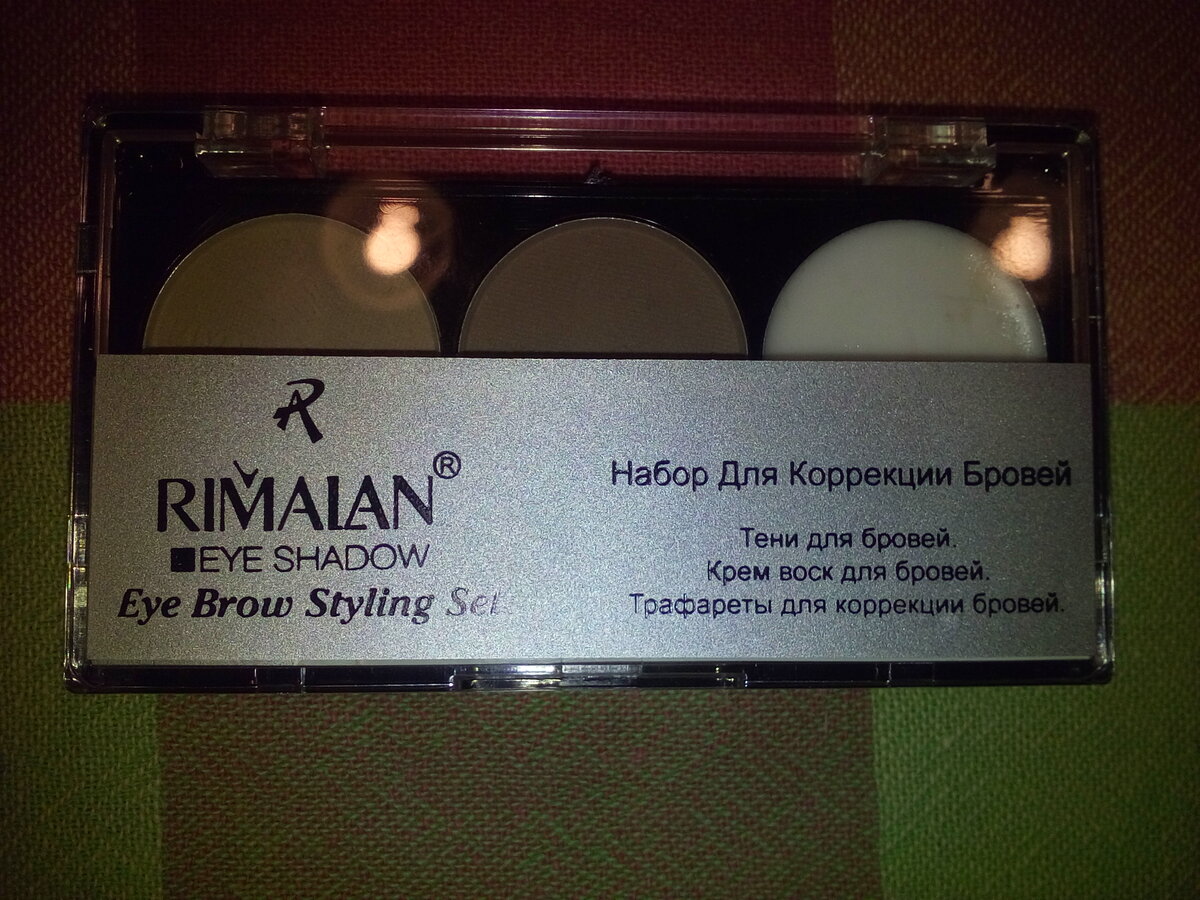 R
RIMALAN®
EYE SHADOW
Eye Brow Styling Set
Набор Для Коррекции Бровей
Тени для бровей.
Крем воск для бровей.
Трафареты для коррекции бровей.